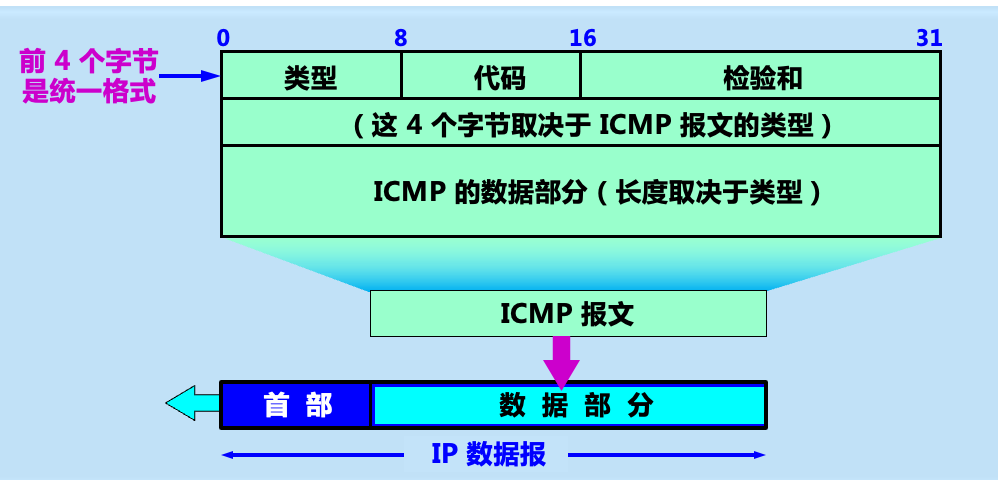 0 8 16 31
前 4 个字节
是统一格式
类型 代码 检验和
（这 4 个字节取决于 ICMP 报文的类型）
ICMP 的数据部分（长度取决于类型）
ICMP 报文
首 部 数 据 部 分
IP 数据报